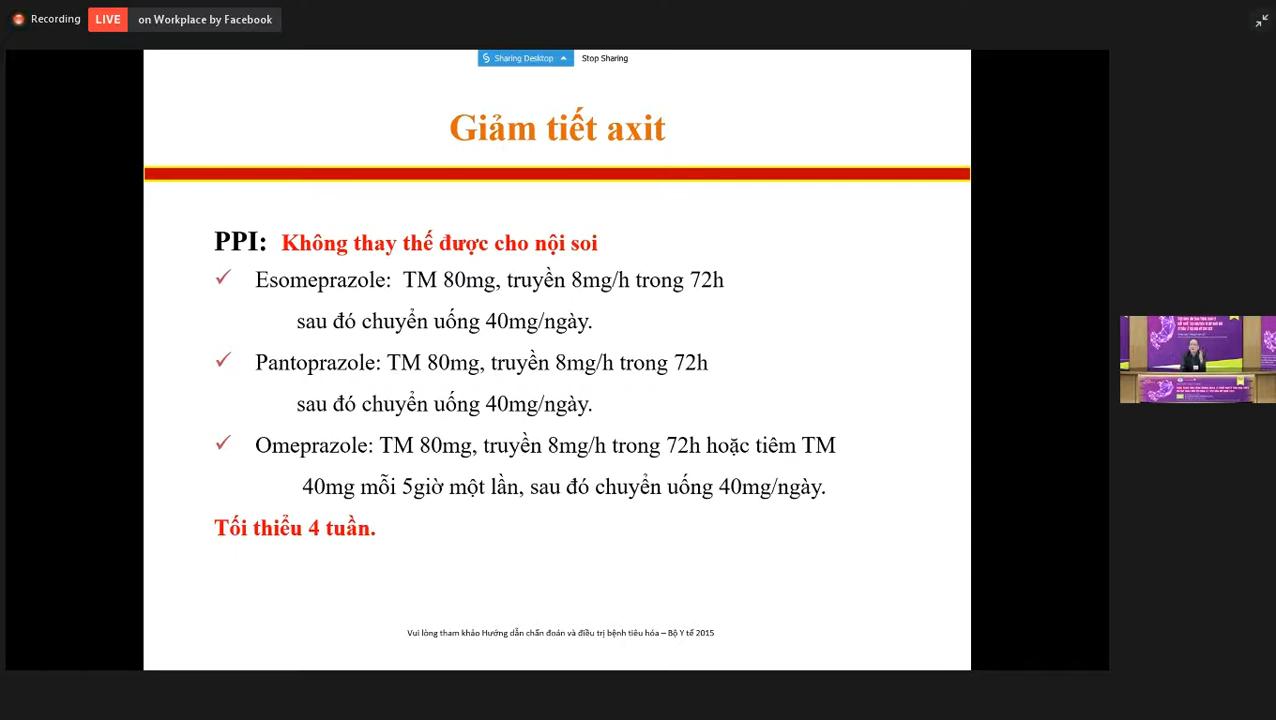 Recording LIVE on Workplace by Facebook
Sharing Desktop Stop Sharing
Giảm tiết axit
PPI: Không thay thế được cho nội soi
Esomeprazole: TM 80mg, truyền 8mg/h trong 72h
sau đó chuyển uống 40mg/ngày.
Pantoprazole: TM 80mg, truyền 8mg/h trong 72h
sau đó chuyển uống 40mg/ngày.
Omeprazole: TM 80mg, truyền 8mg/h trong 72h hoặc tiêm TM
40mg mỗi 5giờ một lần, sau đó chuyển uống 40mg/ngày.
Tối thiểu 4 tuần.
Vui lòng tham khảo Hướng dẫn chẩn đoán và điều trị bệnh tiêu hóa – Bộ Y tế 2015